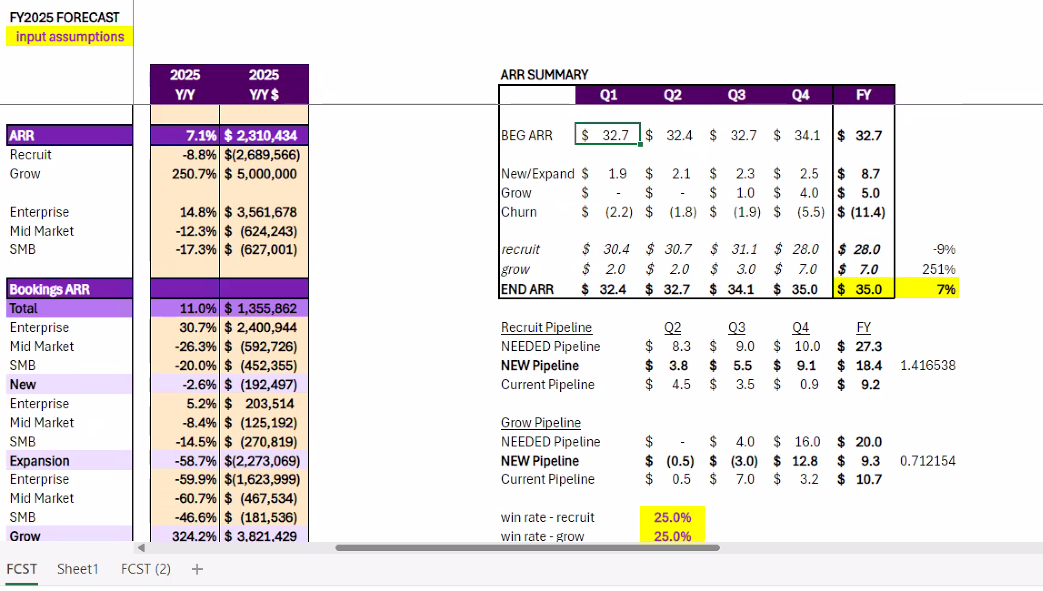 FY2025 FORECAST
input assumptions
2025 2025
Y/Y Y/Y $
ARR SUMMARY
Q1 Q2 Q3 Q4 FY
ARR 7.1% $ 2,310,434 BEG ARR $ 32.7 $ 32.4 $ 32.7 $ 34.1 $ 32.7
Recruit -8.8% $(2,689,566)
Grow 250.7% $ 5,000,000 New/Expand $ 1.9 $ 2.1 $ 2.3 $ 2.5 $ 8.7
Grow $ - $ - $ 1.0 $ 4.0 $ 5.0
Enterprise 14.8% $ 3,561,678 Churn $ (2.2) $ (1.8) $ (1.9) $ (5.5) $ (11.4)
Mid Market -12.3% $ (624,243)
SMB -17.3% $ (627,001) recruit $ 30.4 $ 30.7 $ 31.1 $ 28.0 $ 28.0 -9%
grow $ 2.0 $ 2.0 $ 3.0 $ 7.0 $ 7.0 251%
Bookings ARR END ARR $ 32.4 $ 32.7 $ 34.1 $ 35.0 $ 35.0 7%
Total 11.0% $ 1,355,862
Enterprise 30.7% $ 2,400,944 Recruit Pipeline Q2 Q3 Q4 FY
Mid Market -26.3% $ (592,726) NEEDED Pipeline $ 8.3 $ 9.0 $ 10.0 $ 27.3
SMB -20.0% $ (452,355) NEW Pipeline $ 3.8 $ 5.5 $ 9.1 $ 18.4 1.416538
New -2.6% $ (192,497) Current Pipeline $ 4.5 $ 3.5 $ 0.9 $ 9.2
Enterprise 5.2% $ 203,514
Mid Market -8.4% $ (125,192) Grow Pipeline
SMB -14.5% $ (270,819) NEEDED Pipeline $ - $ 4.0 $ 16.0 $ 20.0
Expansion -58.7% $(2,273,069) NEW Pipeline $ (0.5) $ (3.0) $ 12.8 $ 9.3 0.712154
Enterprise -59.9% $(1,623,999) Current Pipeline $ 0.5 $ 7.0 $ 3.2 $ 10.7
Mid Market -60.7% $ (467,534)
SMB -46.6% $ (181,536) win rate - recruit 25.0%
Grow 324.2% $ 3,821,429 win rate - grow 25.0%
FCST Sheet1 FCST (2) +